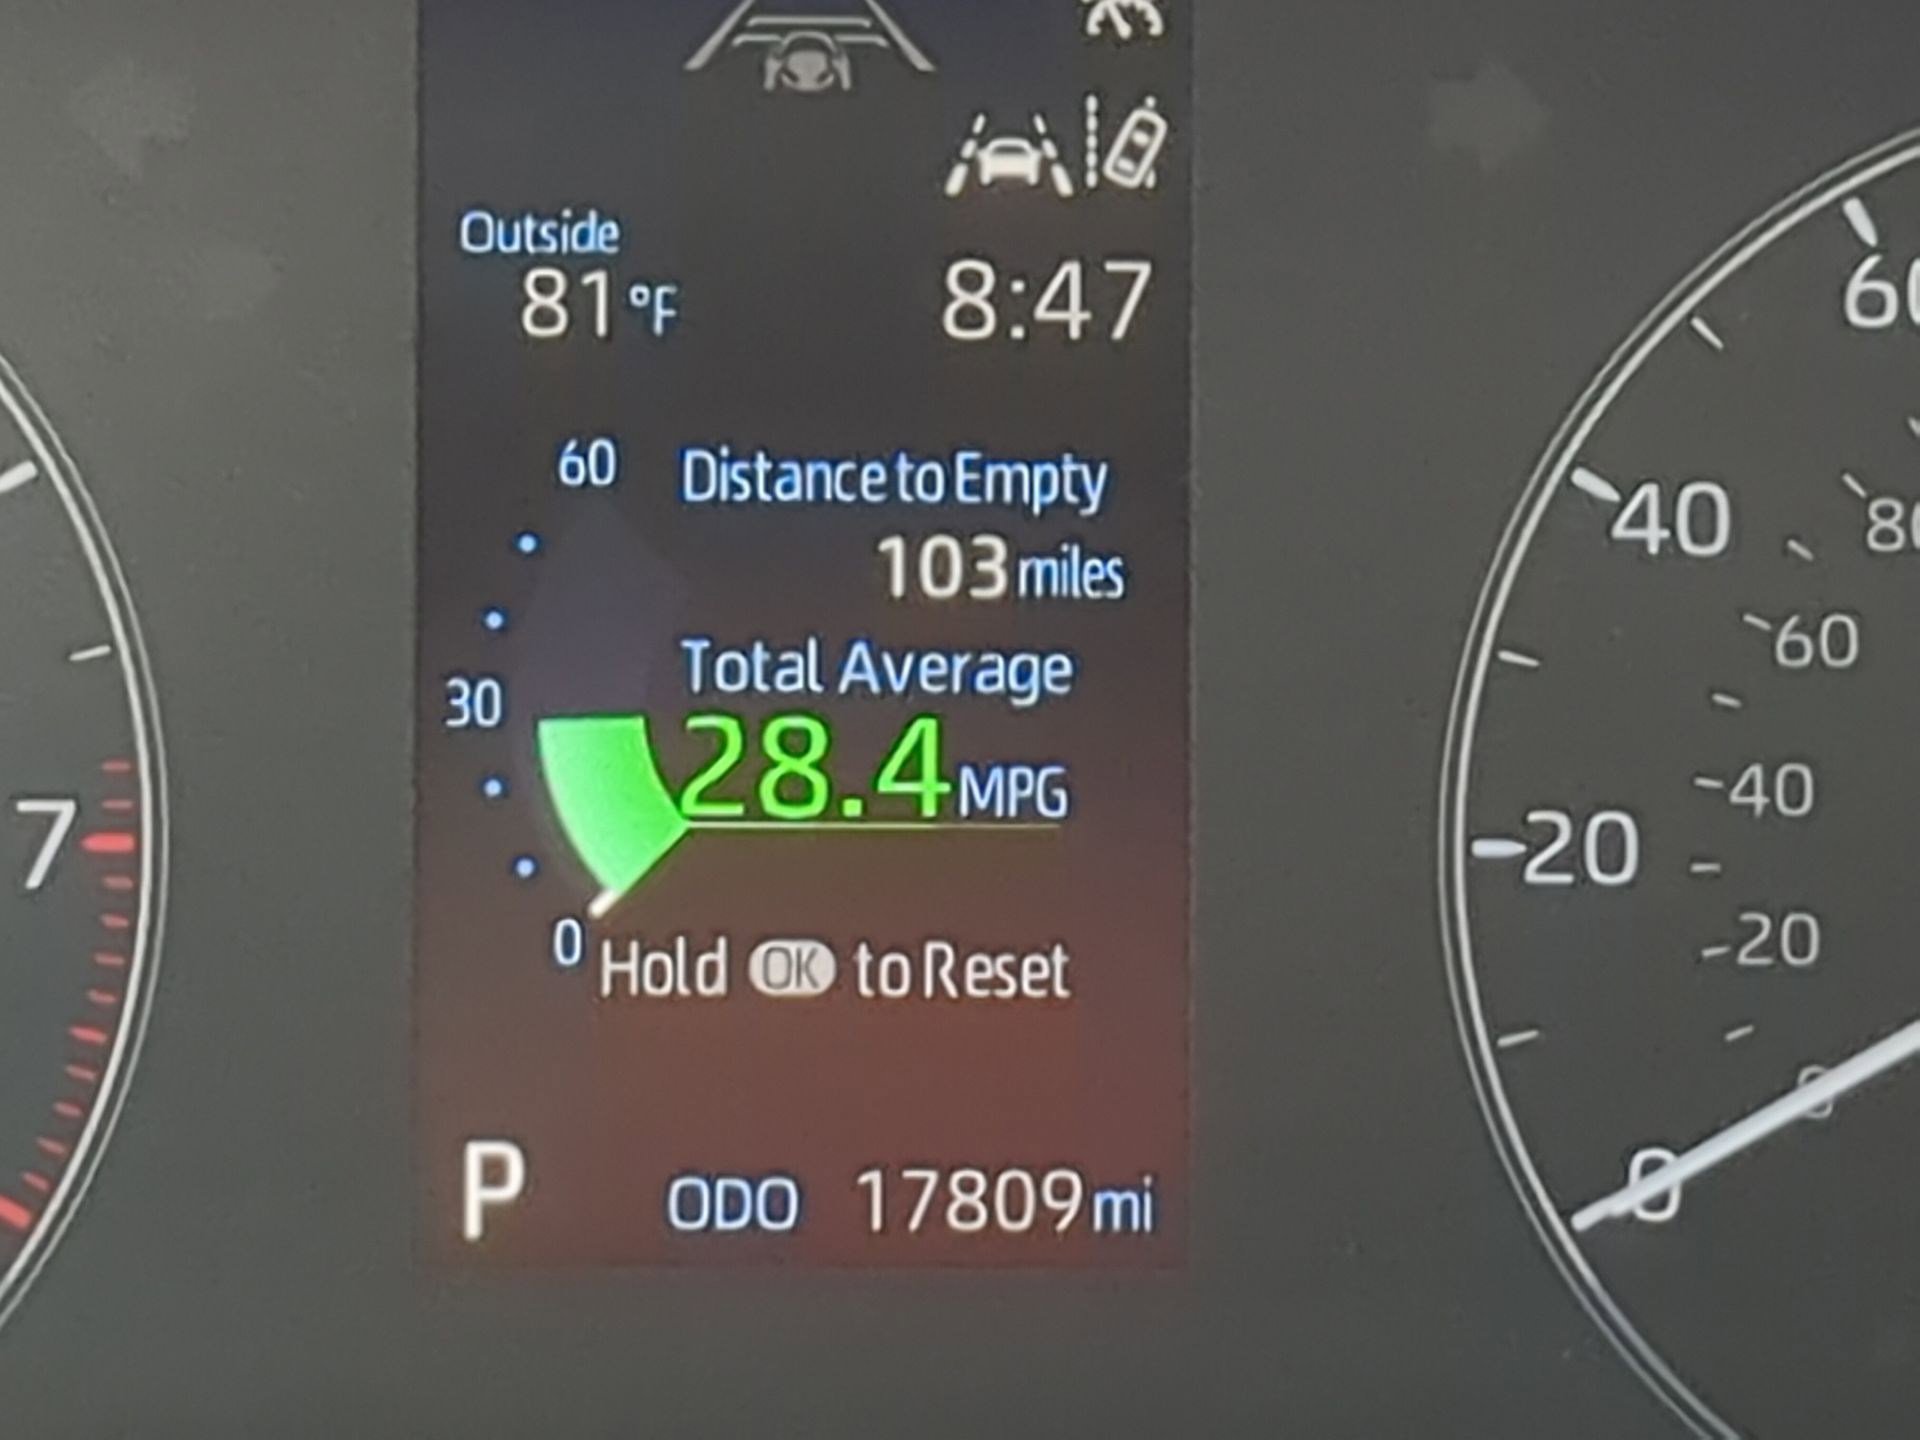 Outside
81°F 8:47
60 Distance to Empty
103 miles
Total Average
30
28.4 MPG
0 Hold OK to Reset
P ODO 17809 mi
7
60
40
20
0
80
60
40
20
0